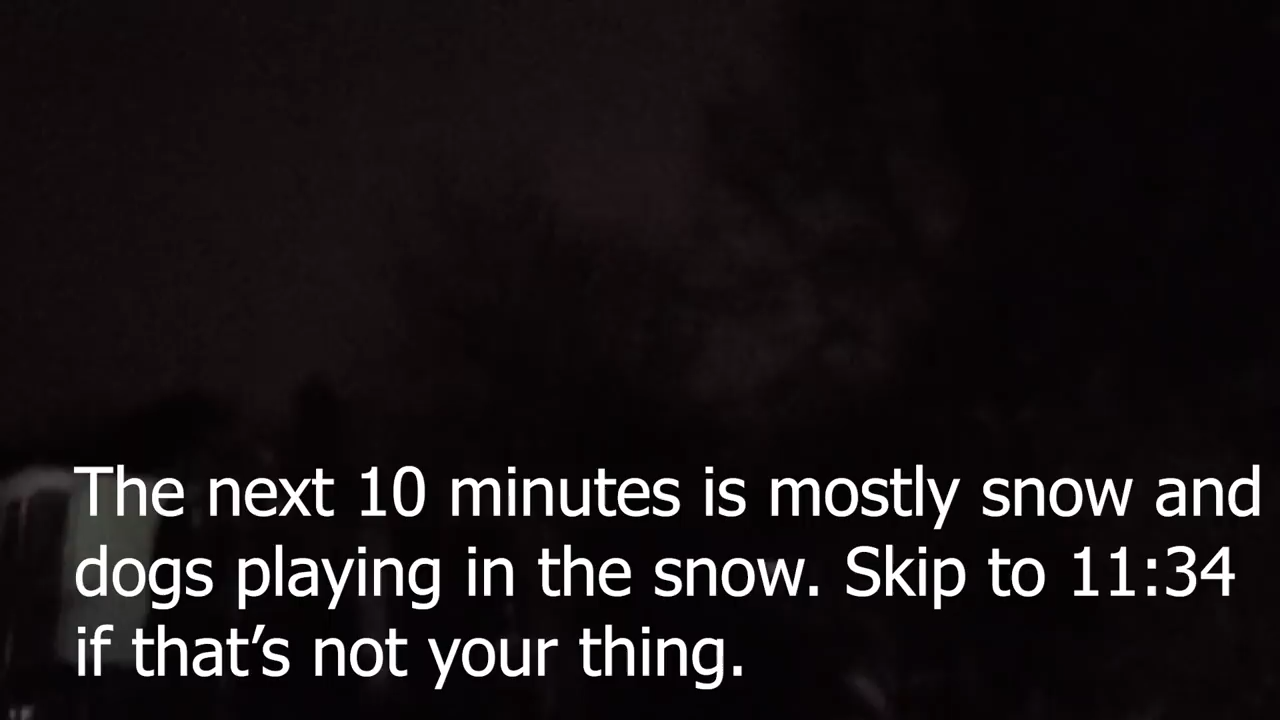 The next 10 minutes is mostly snow and
dogs playing in the snow. Skip to 11:34
if that’s not your thing.